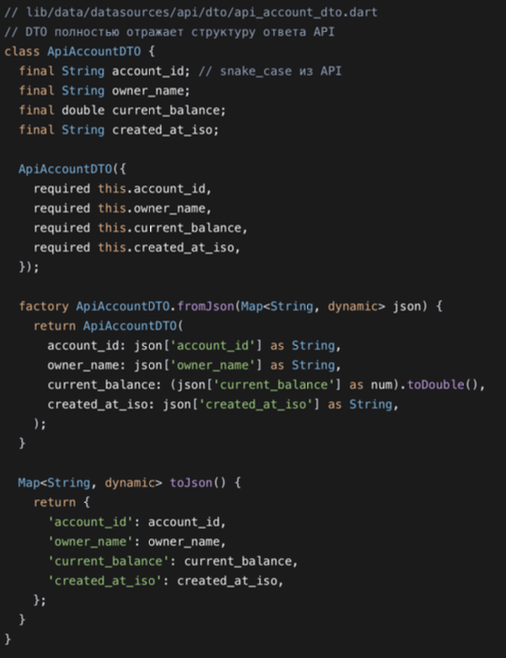 // lib/data/datasources/api/dto/api_account_dto.dart
// DTO полностью отражает структуру ответа API
class ApiAccountDTO {
  final String account_id; // snake_case из API
  final String owner_name;
  final double current_balance;
  final String created_at_iso;

  ApiAccountDTO({
    required this.account_id,
    required this.owner_name,
    required this.current_balance,
    required this.created_at_iso,
  });

  factory ApiAccountDTO.fromJson(Map<String, dynamic> json) {
    return ApiAccountDTO(
      account_id: json['account_id'] as String,
      owner_name: json['owner_name'] as String,
      current_balance: (json['current_balance'] as num).toDouble(),
      created_at_iso: json['created_at_iso'] as String,
    );
  }

  Map<String, dynamic> toJson() {
    return {
      'account_id': account_id,
      'owner_name': owner_name,
      'current_balance': current_balance,
      'created_at_iso': created_at_iso,
    };
  }
}